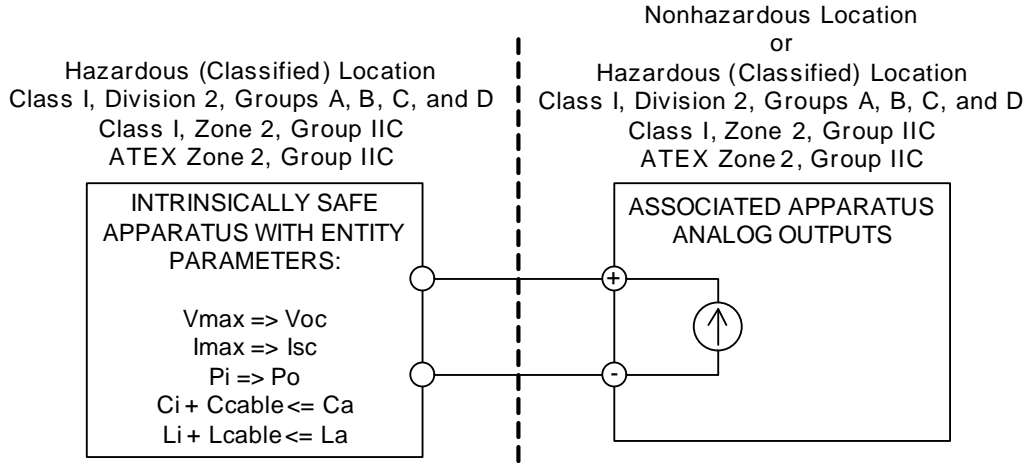 Nonhazardous Location
or
Hazardous (Classified) Location
Class I, Division 2, Groups A, B, C, and D
Class I, Zone 2, Group IIC
ATEX Zone 2, Group IIC
Hazardous (Classified) Location
Class I, Division 2, Groups A, B, C, and D
Class I, Zone 2, Group IIC
ATEX Zone 2, Group IIC
INTRINSICALLY SAFE
APPARATUS WITH ENTITY
PARAMETERS:
Vmax => Voc
Imax => Isc
Pi => Po
Ci + Ccable <= Ca
Li + Lcable <= La
ASSOCIATED APPARATUS
ANALOG OUTPUTS
+
-